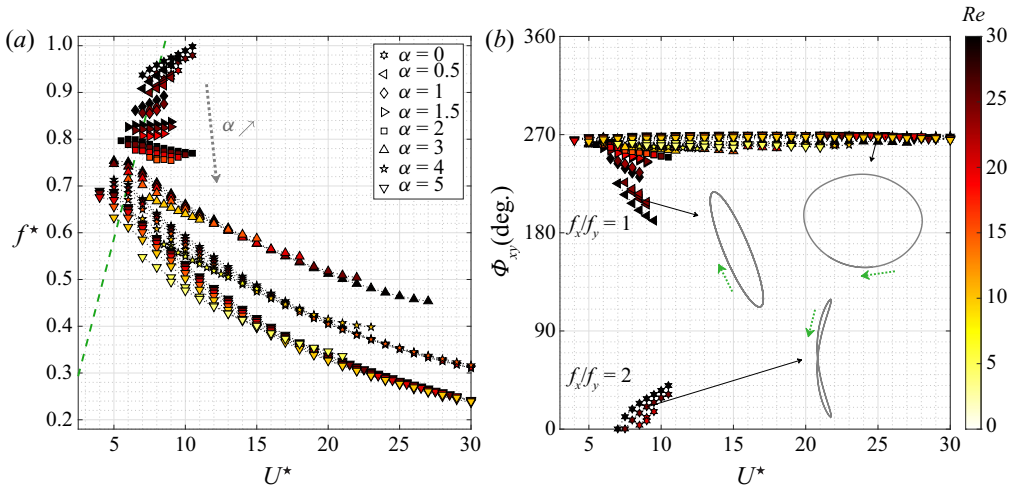 (a)
1.0
0.9
0.8
0.7
0.6
0.5
0.4
0.3
0.2
f★
5 10 15 20 25 30
U★
α ↗
α = 0
α = 0.5
α = 1
α = 1.5
α = 2
α = 3
α = 4
α = 5
(b)
360
270
180
90
0
Φxy(deg.)
5 10 15 20 25 30
U★
fx/fy = 1
fx/fy = 2
Re
30
25
20
15
10
5
0